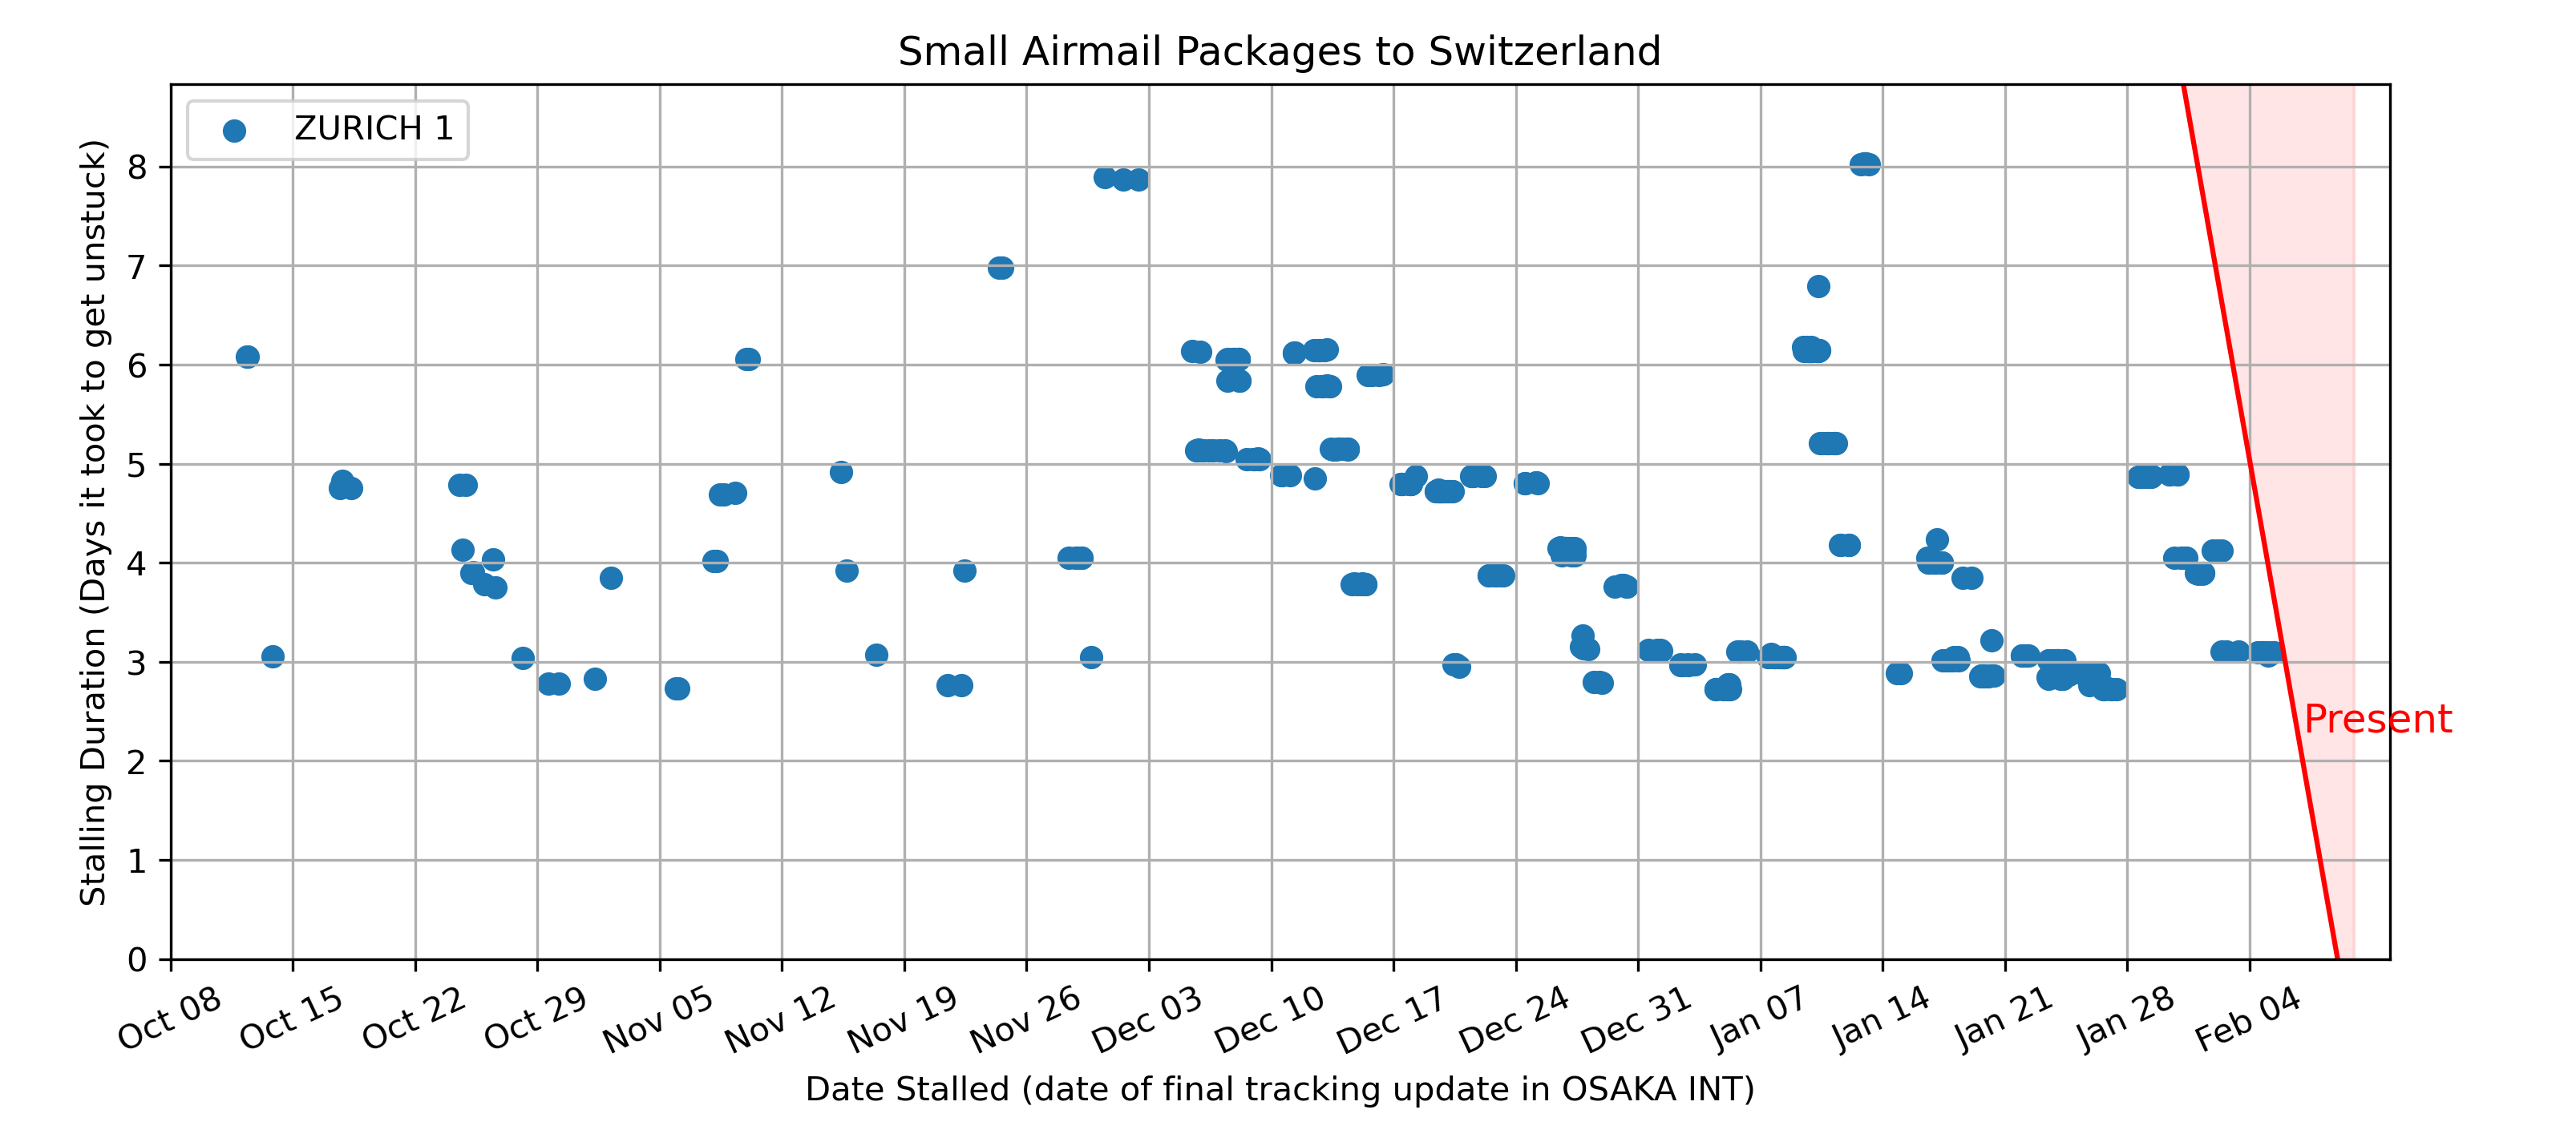 Small Airmail Packages to Switzerland
ZURICH 1
Stalling Duration (Days it took to get unstuck)
8
7
6
5
4
3
2
1
0
Present
Oct 08
Oct 15
Oct 22
Oct 29
Nov 05
Nov 12
Nov 19
Nov 26
Dec 03
Dec 10
Dec 17
Dec 24
Dec 31
Jan 07
Jan 14
Jan 21
Jan 28
Feb 04
Date Stalled (date of final tracking update in OSAKA INT)